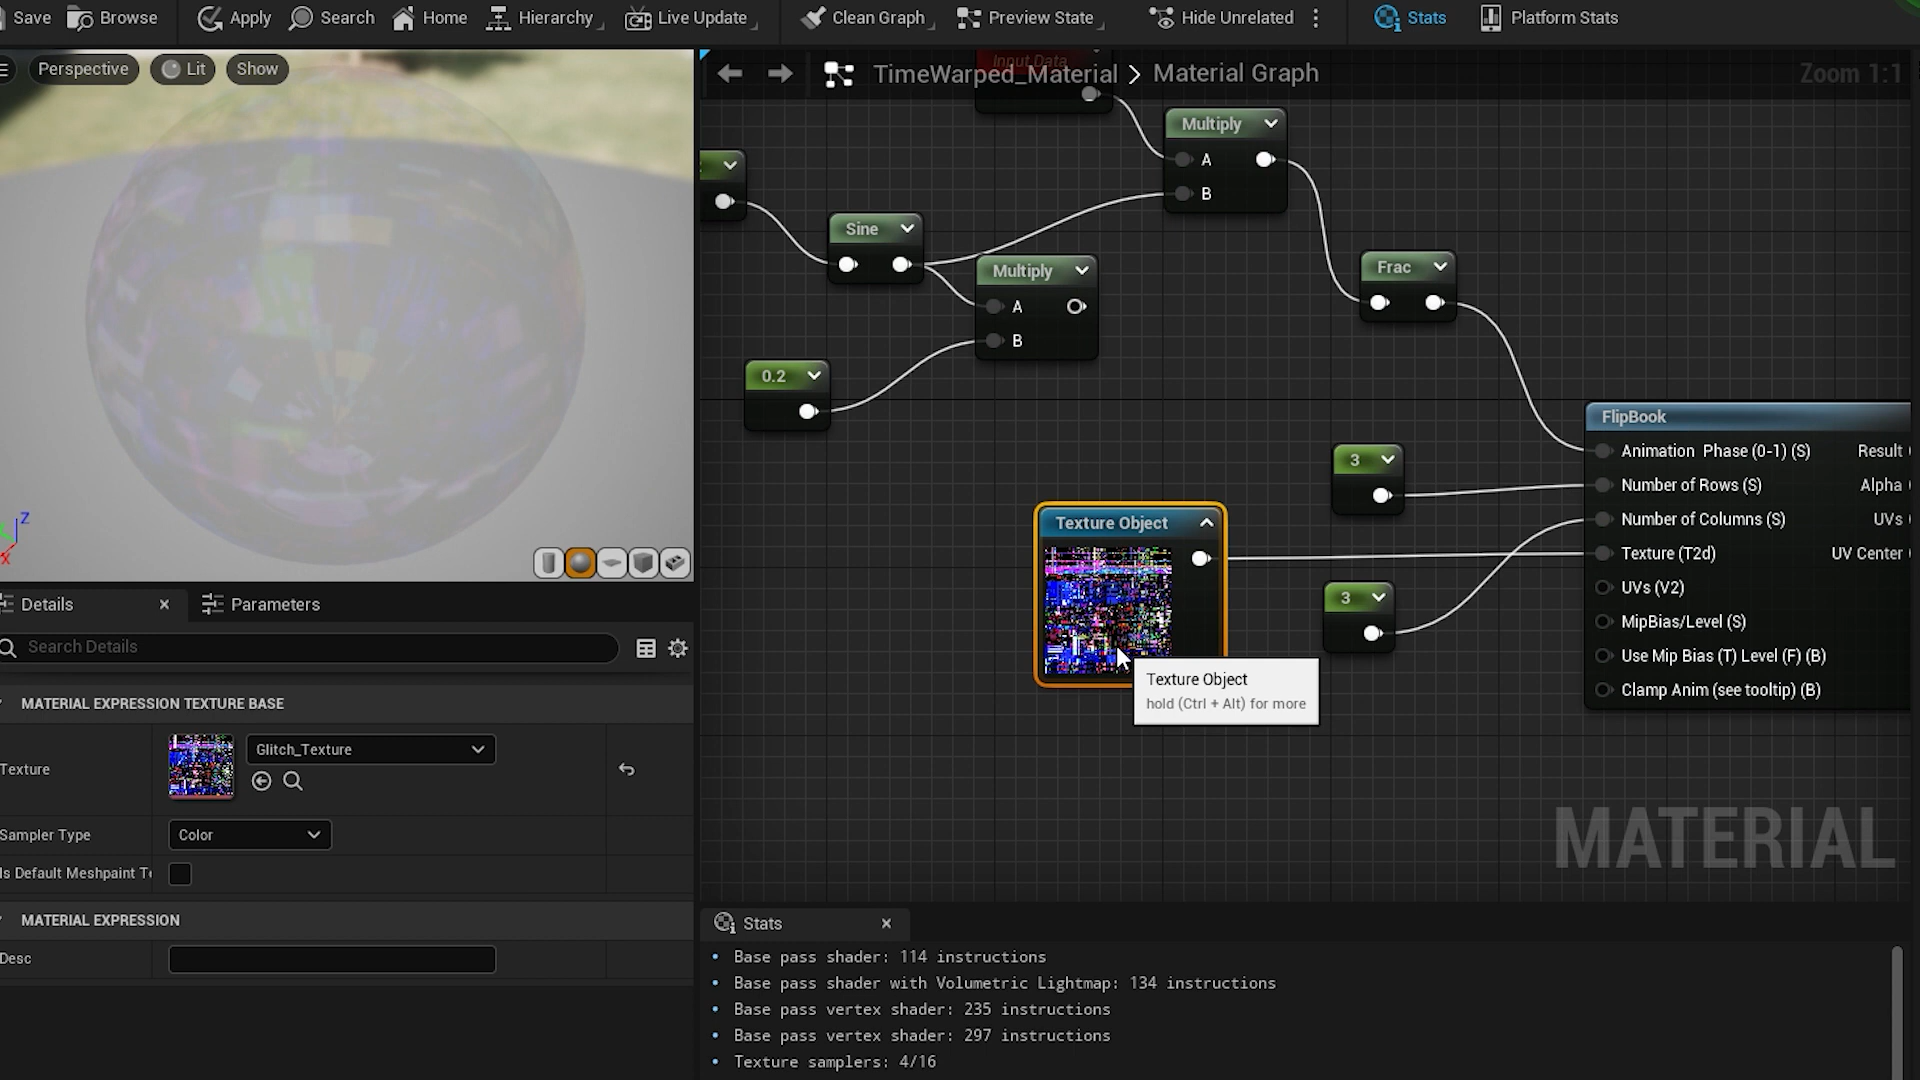 Save
Browse
Apply
Search
Home
Hierarchy
Live Update
Clean Graph
Preview State
Hide Unrelated
Stats
Platform Stats
Perspective
Lit
Show
Z
X
Input Data
TimeWarped_Material > Material Graph
Zoom 1:1
Multiply
A
B
Sine
Multiply
A
B
Frac
0.2
FlipBook
Animation Phase (0-1) (S)
Result
Number of Rows (S)
Alpha
Number of Columns (S)
UVs
Texture (T2d)
UV Center
UVs (V2)
MipBias/Level (S)
Use Mip Bias (T) Level (F) (B)
Clamp Anim (see tooltip) (B)
3
3
Texture Object
Texture Object
hold (Ctrl + Alt) for more
MATERIAL
Details
Parameters
Search Details
MATERIAL EXPRESSION TEXTURE BASE
Texture
Glitch_Texture
Sampler Type
Color
Is Default Meshpaint Te
MATERIAL EXPRESSION
Desc
Stats
Base pass shader: 114 instructions
Base pass shader with Volumetric Lightmap: 134 instructions
Base pass vertex shader: 235 instructions
Base pass vertex shader: 297 instructions
Texture samplers: 4/16